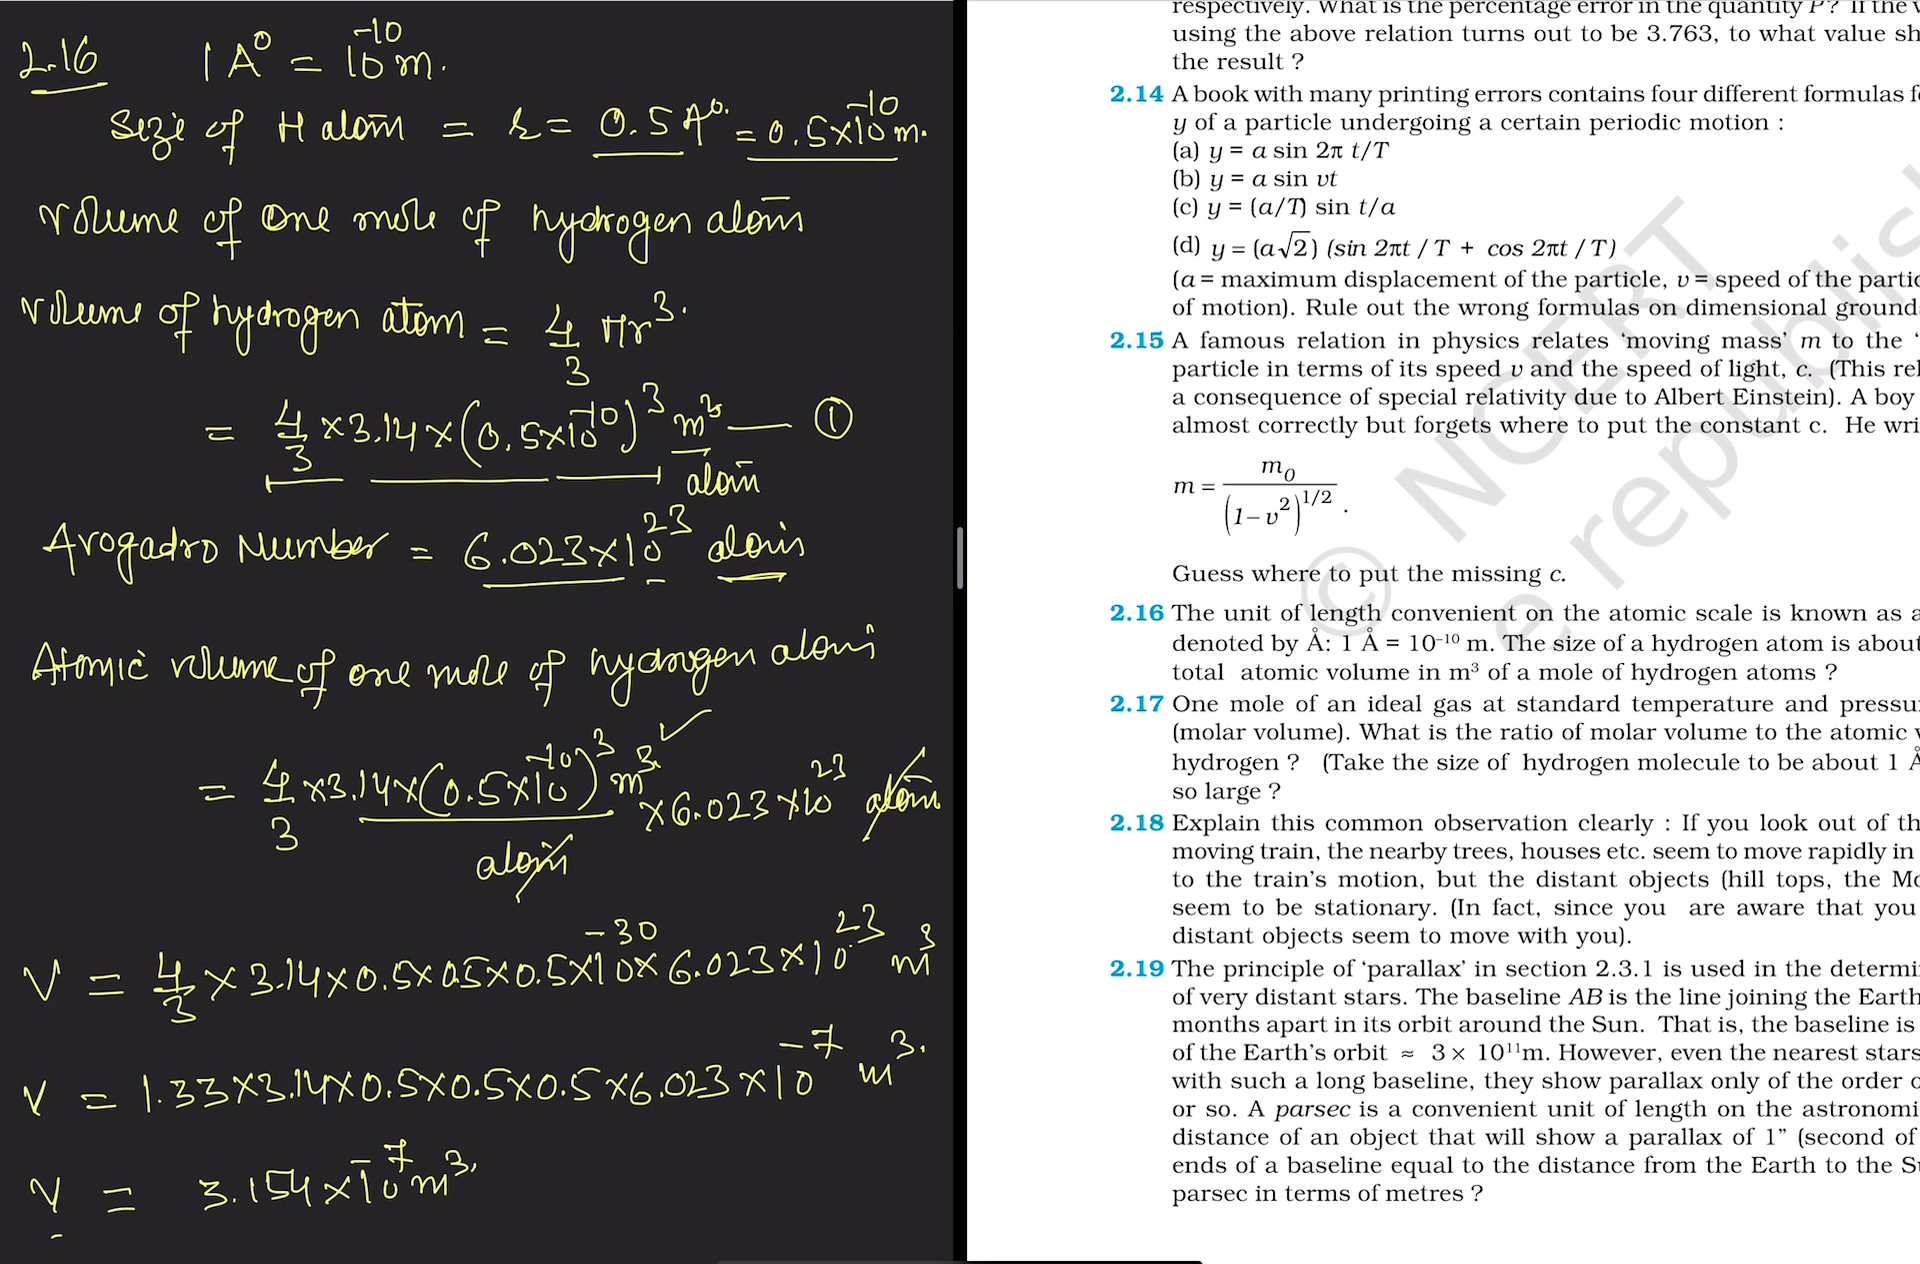 2.16 1 A° = 10⁻¹⁰ m.
Size of H atom = r = 0.5 A°. = 0.5×10⁻¹⁰ m.
Volume of one mole of hydrogen atoms
Volume of hydrogen atom = 4/3 πr³.
= 4/3 ×3.14×(0.5×10⁻¹⁰)³ m³/atom — ①
Avogadro Number = 6.023×10²³ atoms
Atomic volume of one mole of hydrogen atoms
= 4/3 ×3.14×(0.5×10⁻¹⁰)³ m³/atom ×6.023×10²³ atom ✓
V = 4/3 × 3.14×0.5×0.5×0.5×10⁻³⁰× 6.023×10²³ m³
V = 1.33×3.14×0.5×0.5×0.5×6.023×10⁻⁷ m³.
V = 3.154×10⁻⁷ m³.
respectively. What is the percentage error in the quantity P ? If the
using the above relation turns out to be 3.763, to what value sh
the result ?
2.14 A book with many printing errors contains four different formulas f
y of a particle undergoing a certain periodic motion :
(a) y = a sin 2π t/T
(b) y = a sin vt
(c) y = (a/T) sin t/a
(d) y = (a√2) (sin 2πt / T + cos 2πt / T)
(a = maximum displacement of the particle, v = speed of the partic
of motion). Rule out the wrong formulas on dimensional ground
2.15 A famous relation in physics relates ‘moving mass’ m to the ‘
particle in terms of its speed v and the speed of light, c. (This rel
a consequence of special relativity due to Albert Einstein). A boy
almost correctly but forgets where to put the constant c. He wri
m = m₀/(1−v²)^1/2 .
Guess where to put the missing c.
2.16 The unit of length convenient on the atomic scale is known as a
denoted by Å: 1 Å = 10⁻¹⁰ m. The size of a hydrogen atom is about
total atomic volume in m³ of a mole of hydrogen atoms ?
2.17 One mole of an ideal gas at standard temperature and pressu
(molar volume). What is the ratio of molar volume to the atomic v
hydrogen ? (Take the size of hydrogen molecule to be about 1 Å
so large ?
2.18 Explain this common observation clearly : If you look out of th
moving train, the nearby trees, houses etc. seem to move rapidly in
to the train’s motion, but the distant objects (hill tops, the Mo
seem to be stationary. (In fact, since you are aware that you
distant objects seem to move with you).
2.19 The principle of ‘parallax’ in section 2.3.1 is used in the determi
of very distant stars. The baseline AB is the line joining the Earth
months apart in its orbit around the Sun. That is, the baseline is
of the Earth’s orbit ≈ 3× 10¹¹m. However, even the nearest stars
with such a long baseline, they show parallax only of the order o
or so. A parsec is a convenient unit of length on the astronomi
distance of an object that will show a parallax of 1” (second of
ends of a baseline equal to the distance from the Earth to the Su
parsec in terms of metres ?
© NCERT
e republis